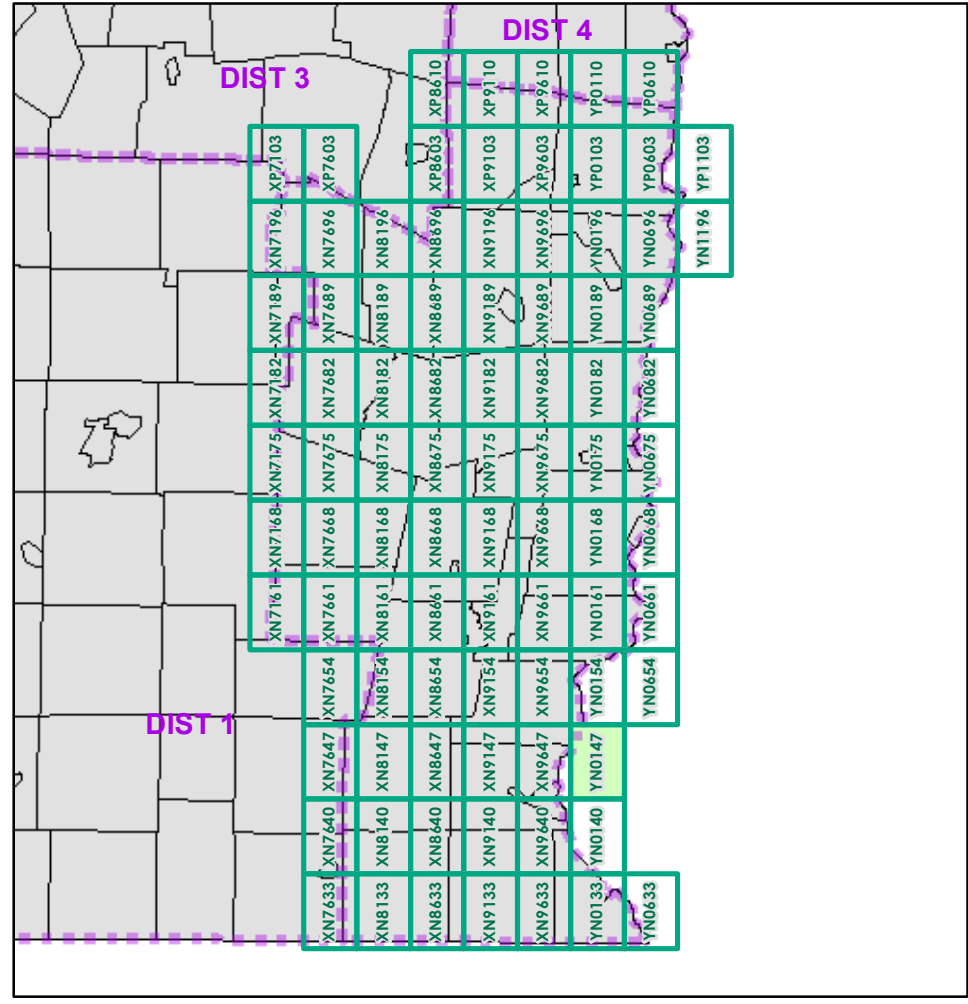 DIST 4
DIST 3
XP8610
XP9110
XP9610
YP0110
YP0610
XP7103
XP7603
XP8603
XP9103
XP9603
YP0103
YP0603
YP1103
XN7196
XN7696
XN8196
XN8696
XN9196
XN9696
YN0196
YN0696
YN1196
XN7189
XN7689
XN8189
XN8689
XN9189
XN9689
YN0189
YN0689
XN7182
XN7682
XN8182
XN8682
XN9182
XN9682
YN0182
YN0682
XN7175
XN7675
XN8175
XN8675
XN9175
XN9675
YN0175
YN0675
XN7168
XN7668
XN8168
XN8668
XN9168
XN9668
YN0168
YN0668
XN7161
XN7661
XN8161
XN8661
XN9161
XN9661
YN0161
YN0661
XN7654
XN8154
XN8654
XN9154
XN9654
YN0154
YN0654
DIST 1
XN7647
XN8147
XN8647
XN9147
XN9647
YN0147
XN7640
XN8140
XN8640
XN9140
XN9640
YN0140
XN7633
XN8133
XN8633
XN9133
XN9633
YN0133
YN0633